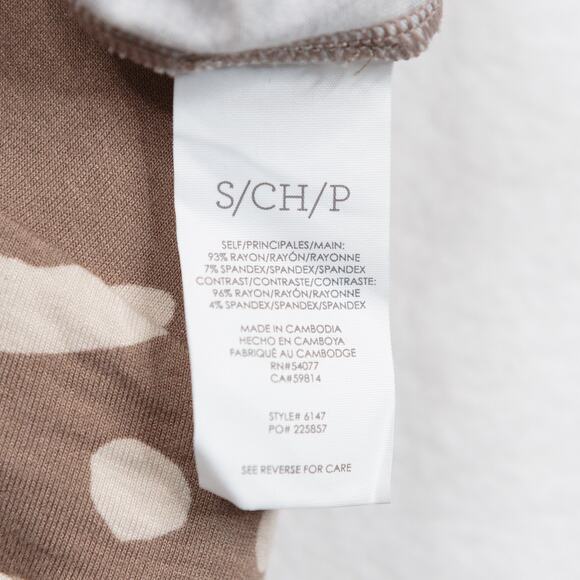 S/CH/P
SELF/PRINCIPALES/MAIN:
93% RAYON/RAYÓN/RAYONNE
7% SPANDEX/SPANDEX/SPANDEX
CONTRAST/CONTRASTE/CONTRASTE:
96% RAYON/RAYÓN/RAYONNE
4% SPANDEX/SPANDEX/SPANDEX
MADE IN CAMBODIA
HECHO EN CAMBOYA
FABRIQUÉ AU CAMBODGE
RN#54077
CA#59814
STYLE# 6147
PO# 225857
SEE REVERSE FOR CARE